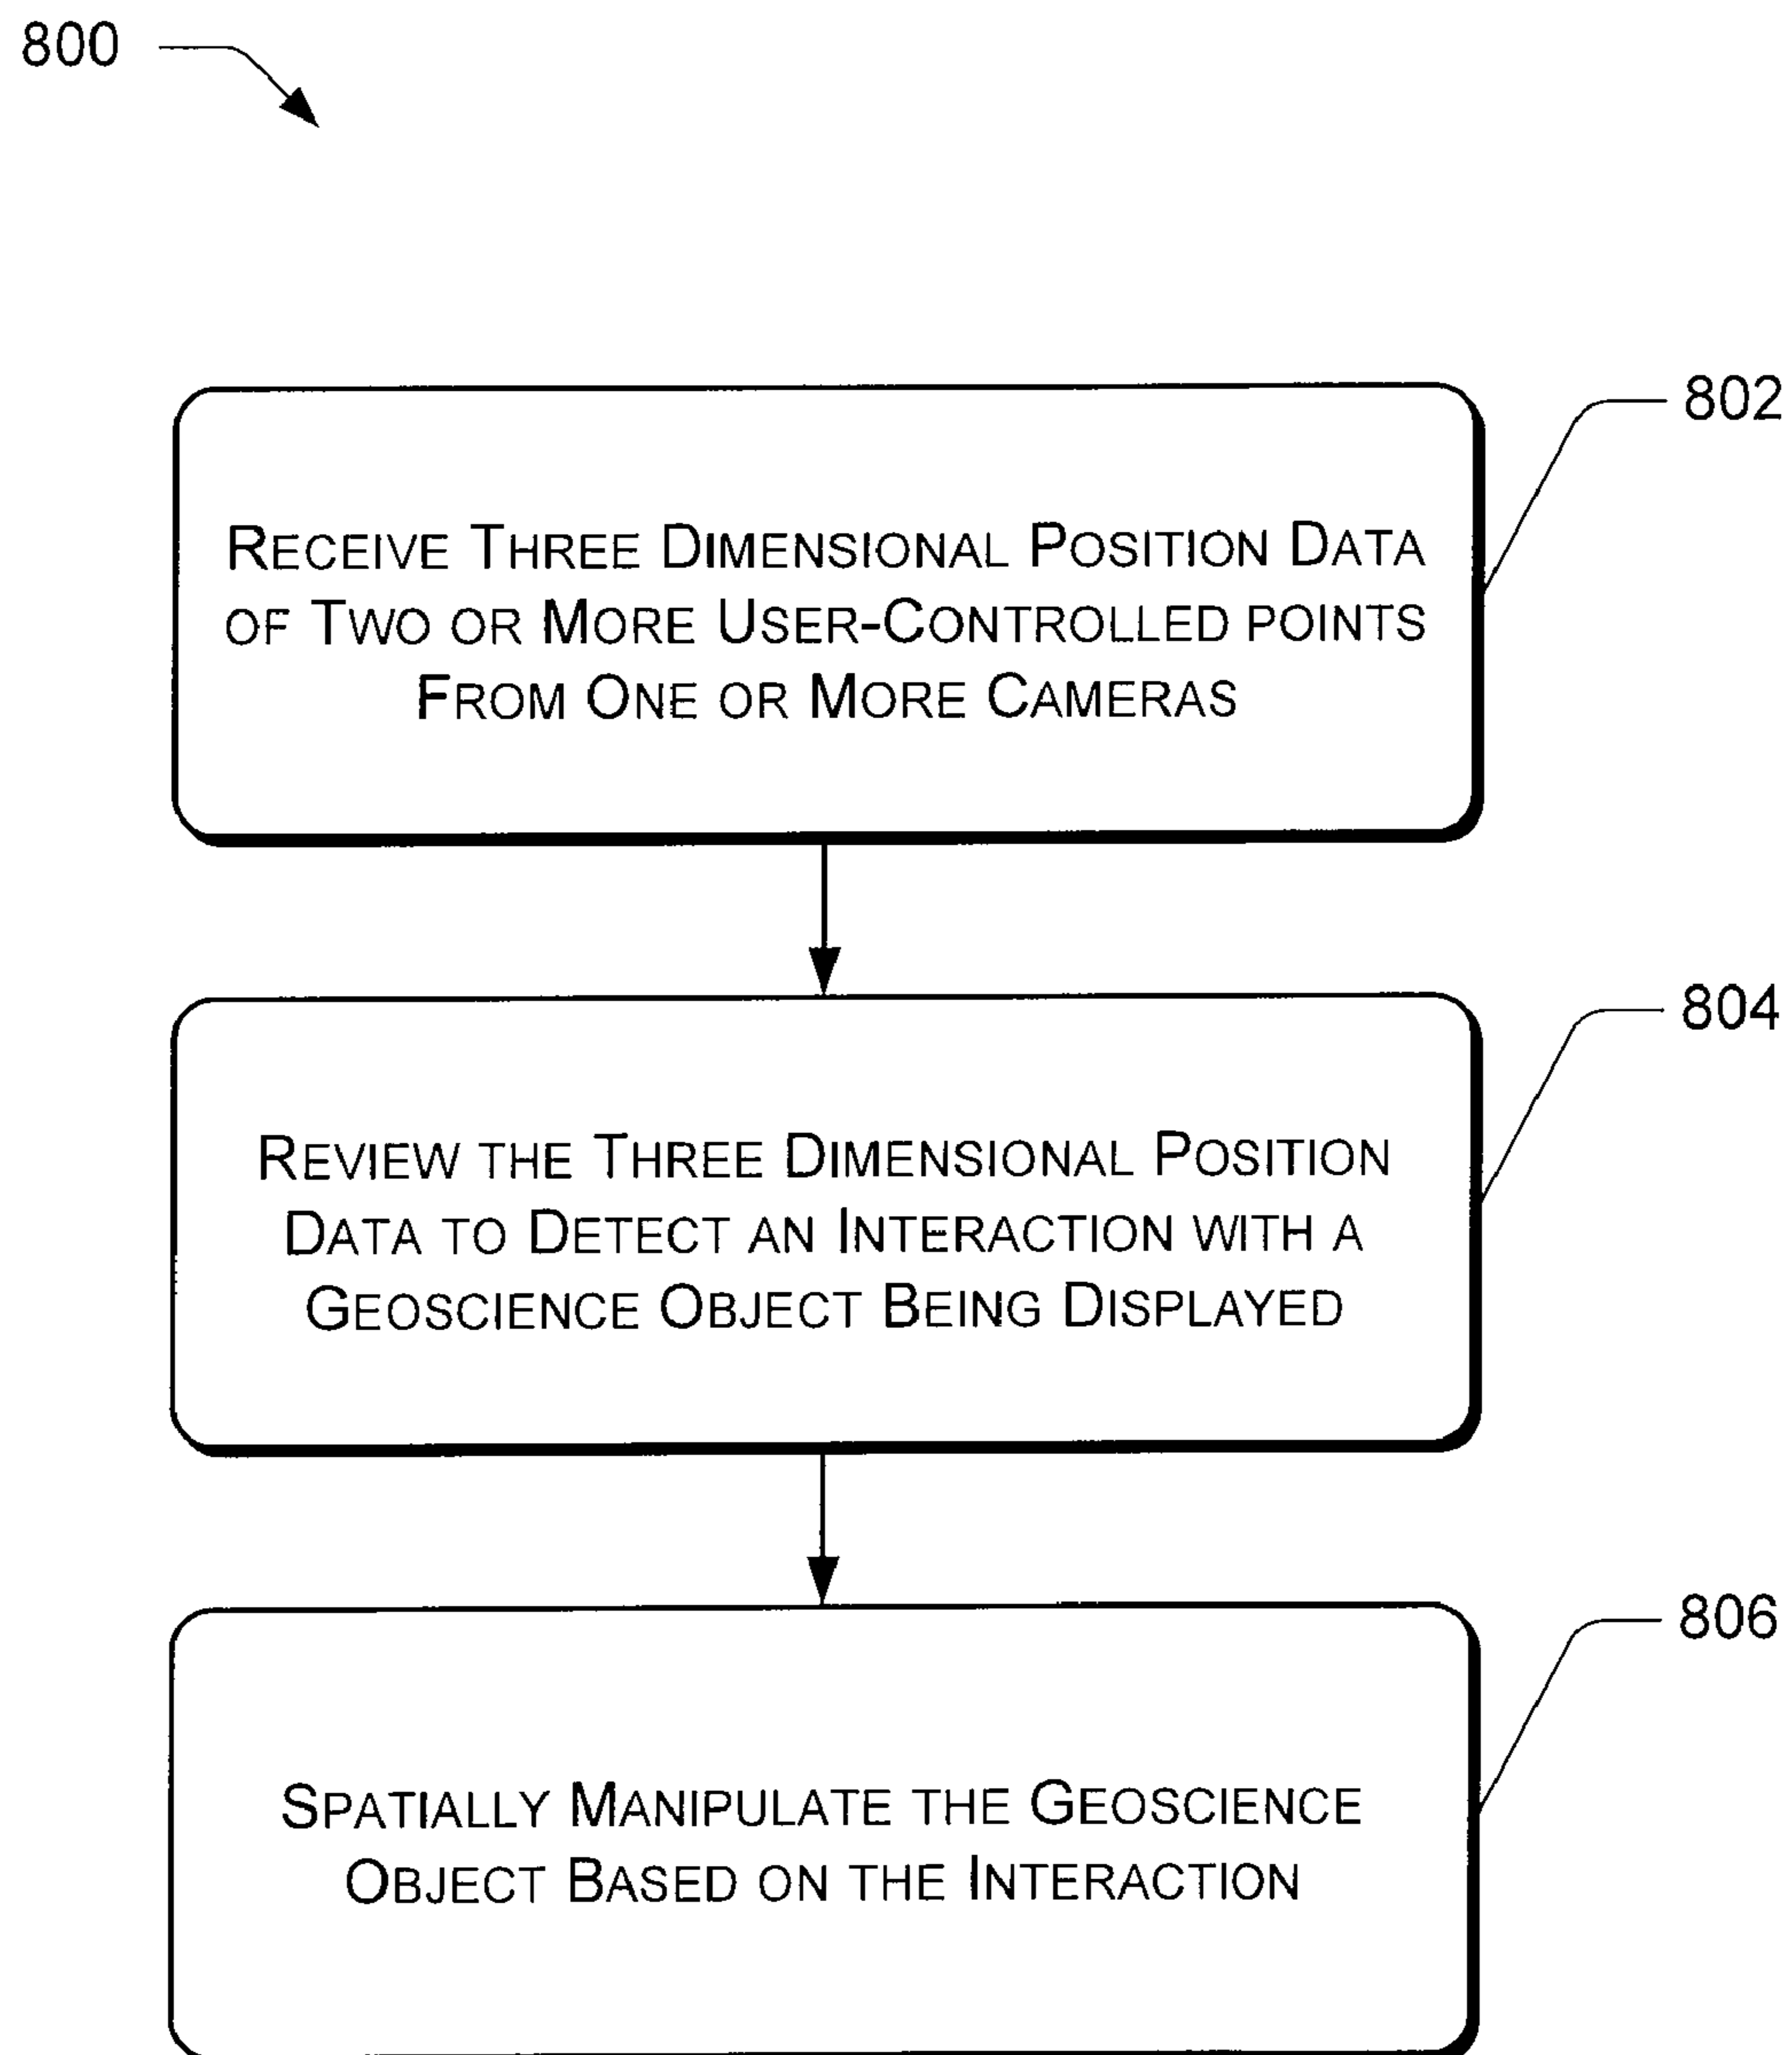 800
802
RECEIVE THREE DIMENSIONAL POSITION DATA
OF TWO OR MORE USER-CONTROLLED POINTS
FROM ONE OR MORE CAMERAS
804
REVIEW THE THREE DIMENSIONAL POSITION
DATA TO DETECT AN INTERACTION WITH A
GEOSCIENCE OBJECT BEING DISPLAYED
806
SPATIALLY MANIPULATE THE GEOSCIENCE
OBJECT BASED ON THE INTERACTION